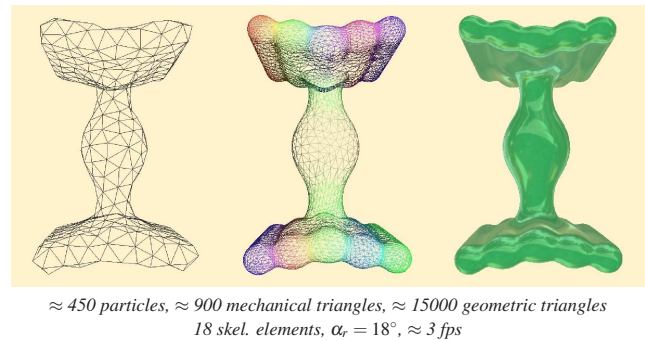 ≈ 450 particles, ≈ 900 mechanical triangles, ≈ 15000 geometric triangles
18 skel. elements, αr = 18°, ≈ 3 fps